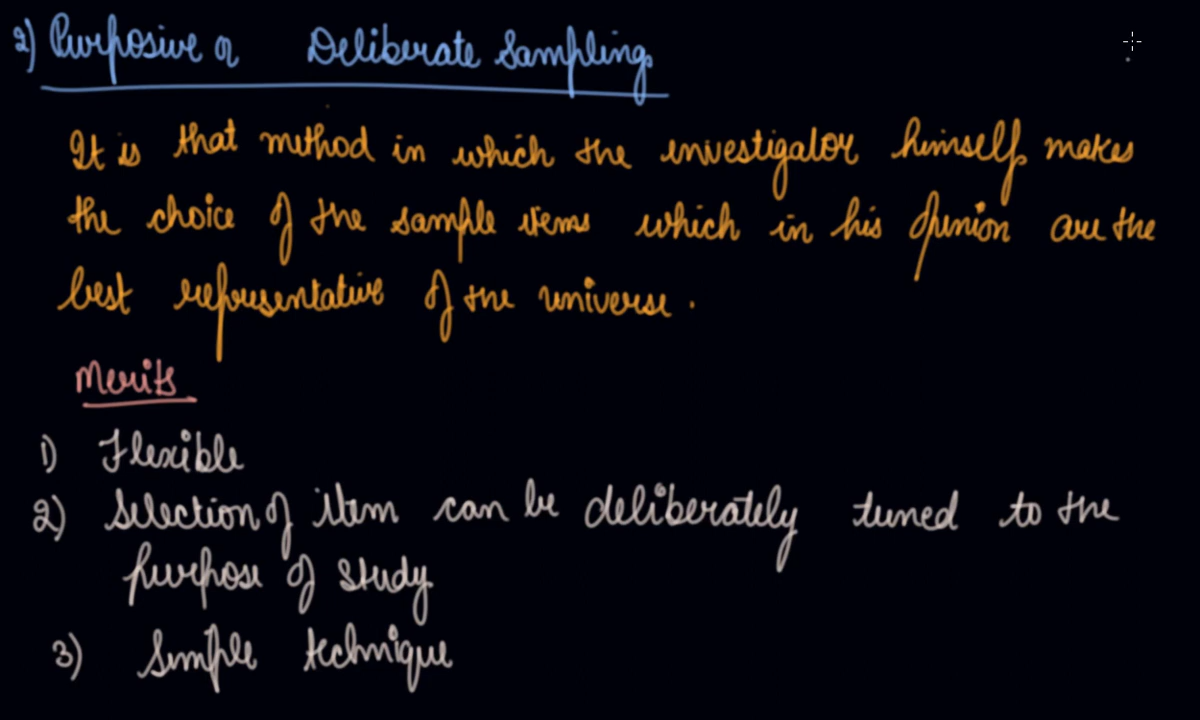 2) Purposive or Deliberate Sampling
It is that method in which the investigator himself makes
the choice of the sample items which in his opinion are the
best representative of the universe.
Merits
1) Flexible
2) Selection of item can be deliberately tuned to the
purpose of study
3) Simple technique